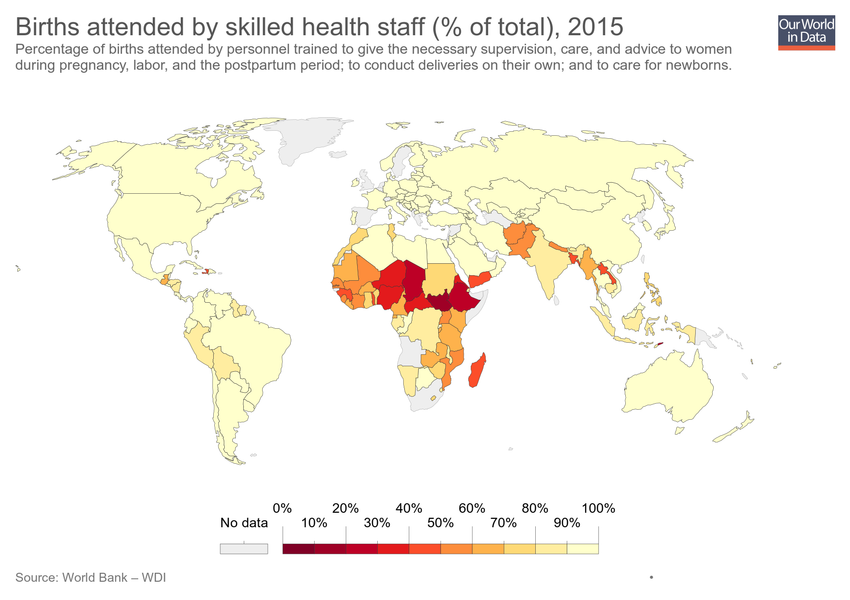 Births attended by skilled health staff (% of total), 2015
Our World
in Data
Percentage of births attended by personnel trained to give the necessary supervision, care, and advice to women
during pregnancy, labor, and the postpartum period; to conduct deliveries on their own; and to care for newborns.
0% 20% 40% 60% 80% 100%
No data 10% 30% 50% 70% 90%
Source: World Bank – WDI